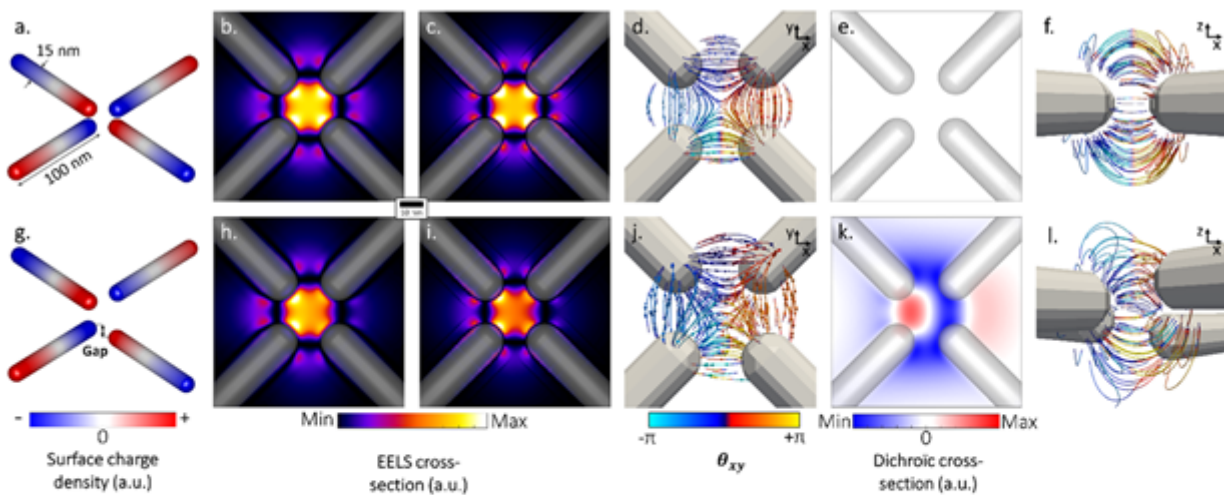 a.
b.
c.
d.
e.
f.
15 nm
100 nm
y
x
z
x
g.
h.
i.
j.
k.
l.
Gap
y
x
z
x
- +
0
Surface charge
density (a.u.)
Min Max
EELS cross-
section (a.u.)
-π +π
θxy
Min Max
0
Dichroïc cross-
section (a.u.)